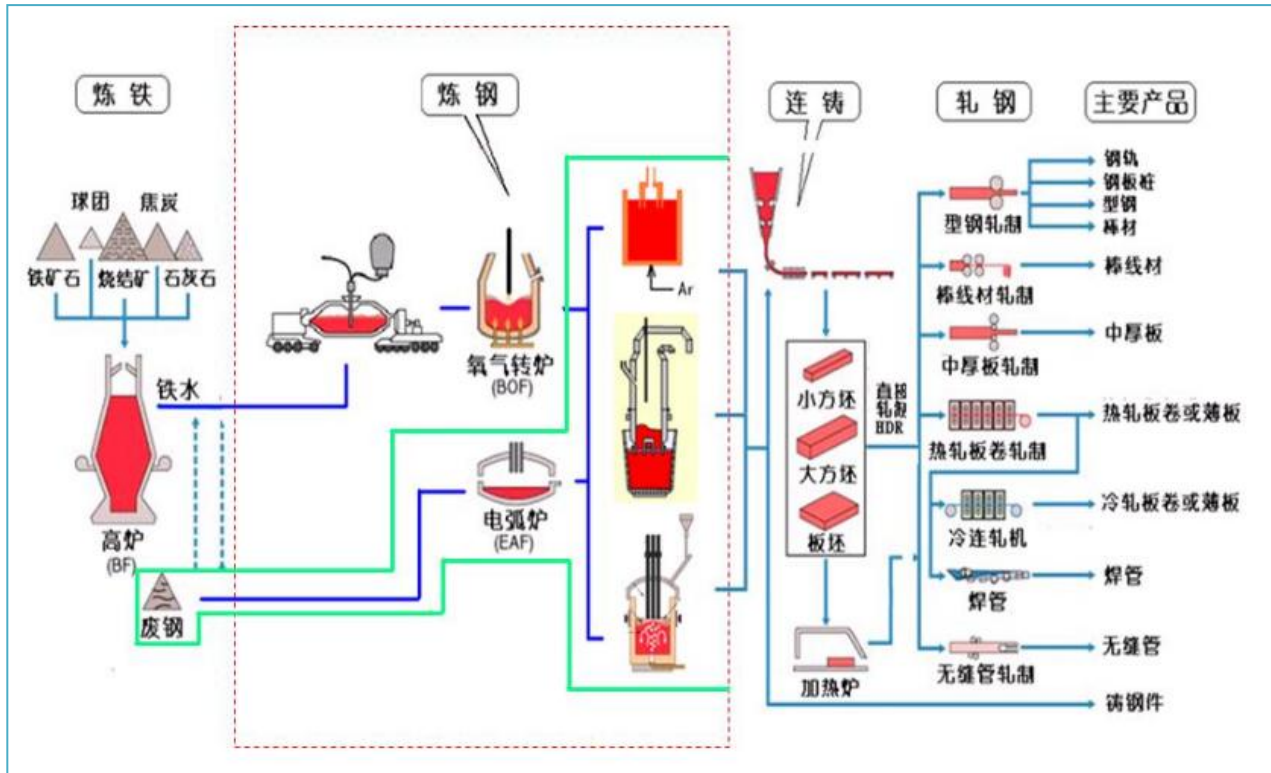 炼铁
炼钢
连铸
轧钢
主要产品
球团
焦炭
铁矿石
烧结矿
石灰石
铁水
高炉
(BF)
废钢
氧气转炉
(BOF)
电弧炉
(EAF)
Ar
小方坯
大方坯
板坯
加热炉
直接
轧制
HDR
型钢轧制
棒线材轧制
中厚板轧制
热轧板卷轧制
冷连轧机
焊管
无缝管轧制
钢轨
钢板桩
型钢
棒材
棒线材
中厚板
热轧板卷或薄板
冷轧板卷或薄板
焊管
无缝管
铸钢件